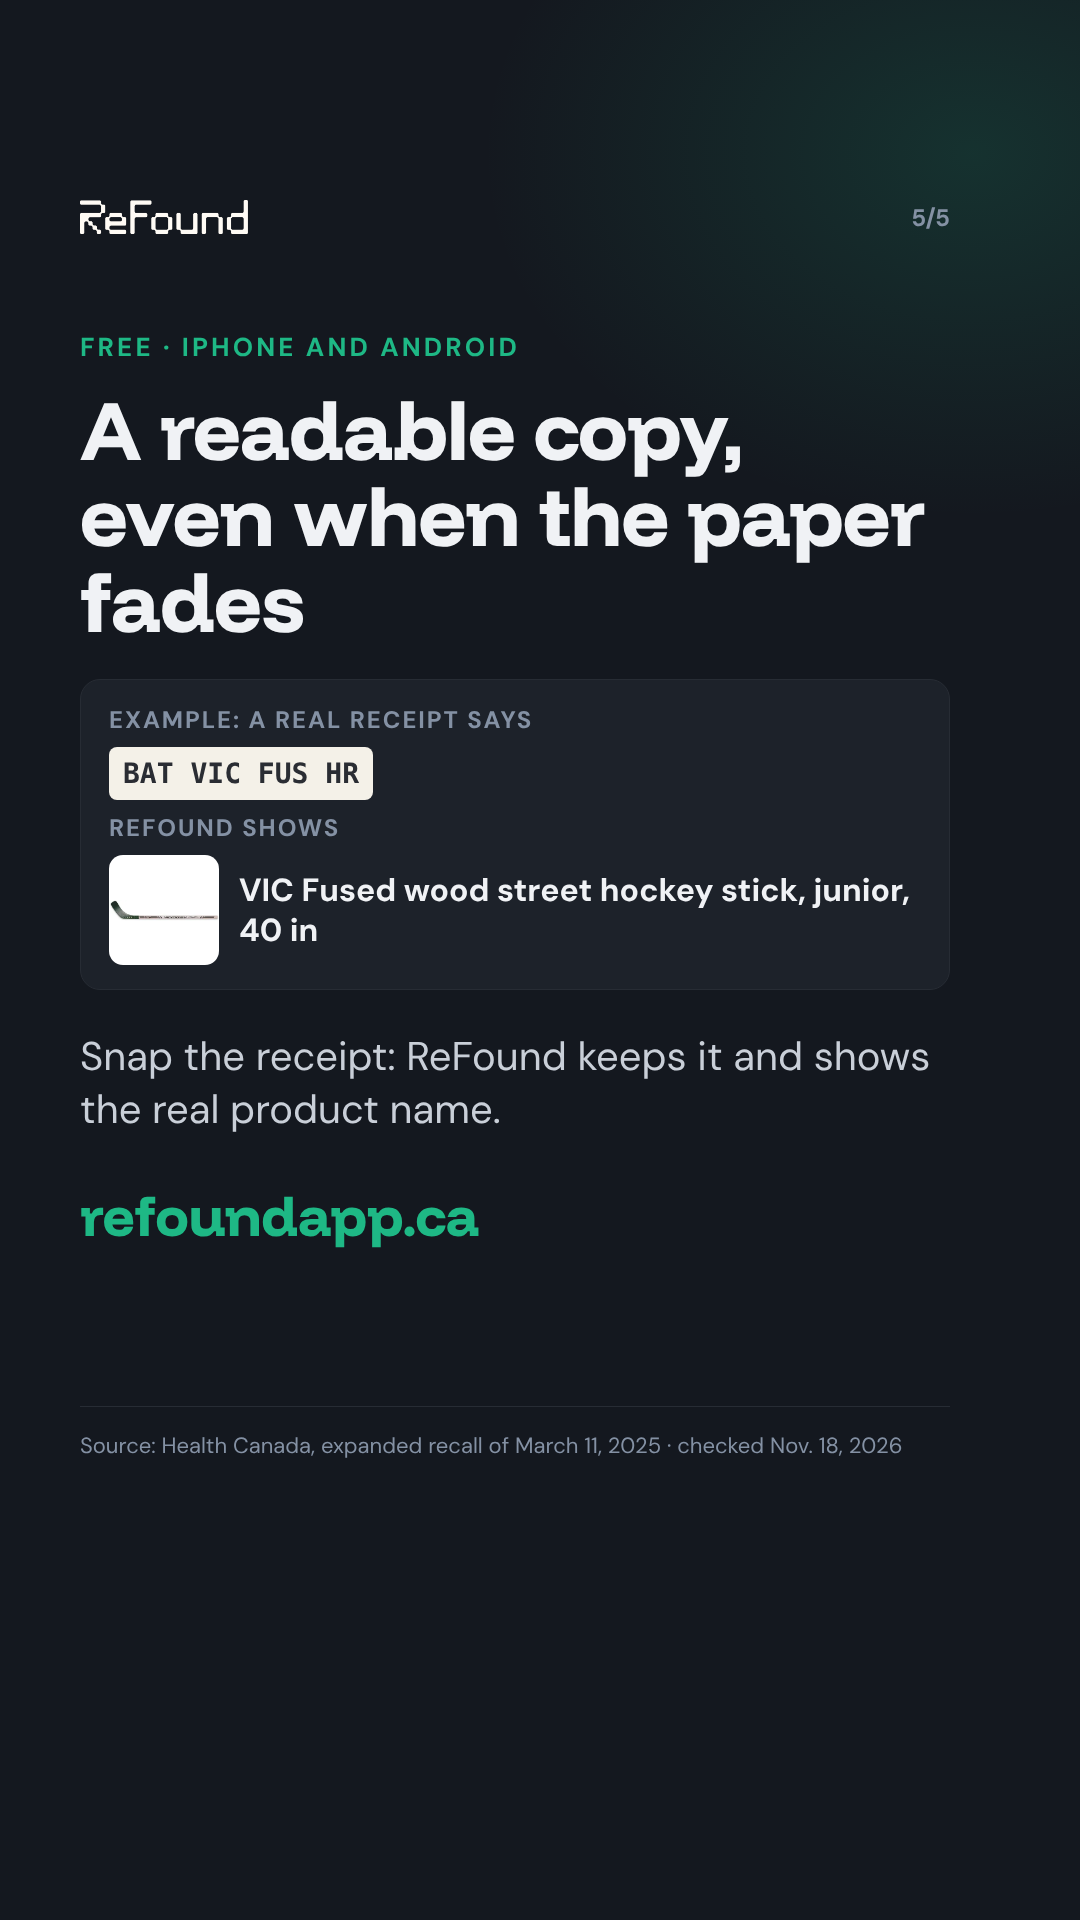 ReFound
5/5
FREE · IPHONE AND ANDROID
A readable copy,
even when the paper
fades
EXAMPLE: A REAL RECEIPT SAYS
BAT VIC FUS HR
REFOUND SHOWS
VIC Fused wood street hockey stick, junior,
40 in
Snap the receipt: ReFound keeps it and shows
the real product name.
refoundapp.ca
Source: Health Canada, expanded recall of March 11, 2025 · checked Nov. 18, 2026